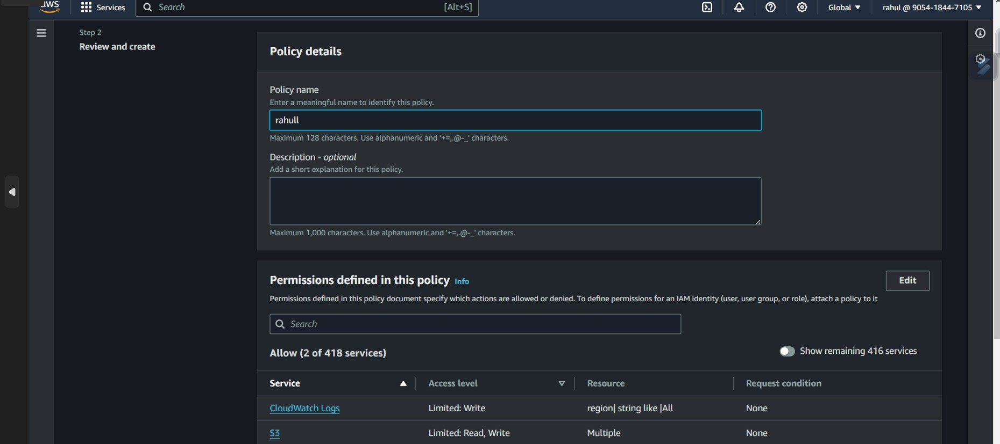 aws
Services
Search
[Alt+S]
Global
rahul @ 9054-1844-7105
Step 2
Review and create
Policy details
Policy name
Enter a meaningful name to identify this policy.
rahull
Maximum 128 characters. Use alphanumeric and '+=,.@-_' characters.
Description - optional
Add a short explanation for this policy.
Maximum 1,000 characters. Use alphanumeric and '+=,.@-_' characters.
Permissions defined in this policy Info
Edit
Permissions defined in this policy document specify which actions are allowed or denied. To define permissions for an IAM identity (user, user group, or role), attach a policy to it
Search
Allow (2 of 418 services)
Show remaining 416 services
Service Access level Resource Request condition
CloudWatch Logs Limited: Write region| string like |All None
S3 Limited: Read, Write Multiple None